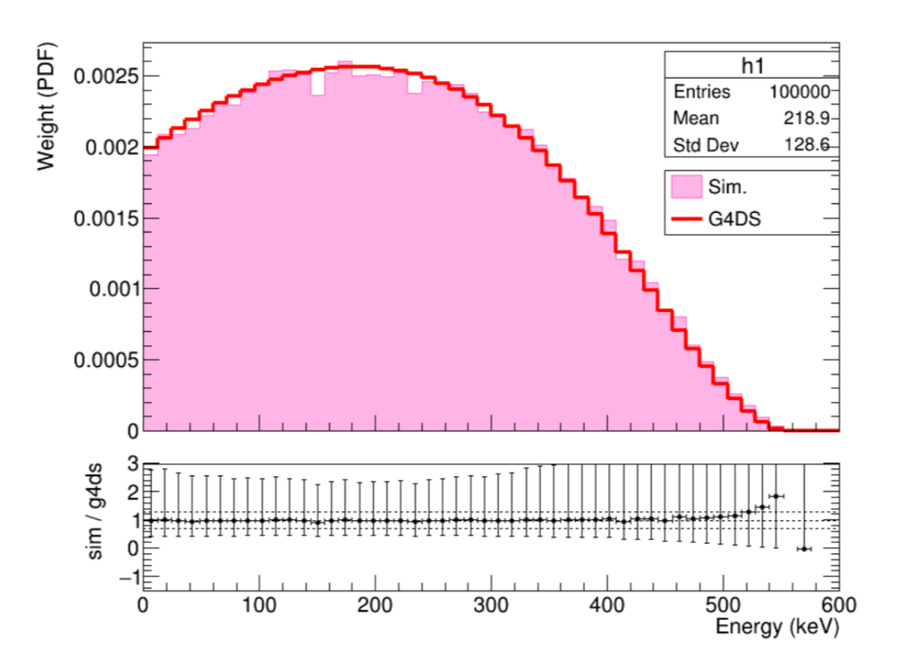 Weight (PDF)
0.0025
0.002
0.0015
0.001
0.0005
0
h1
Entries 100000
Mean 218.9
Std Dev 128.6
Sim.
G4DS
sim / g4ds
3
2
1
0
−1
0 100 200 300 400 500 600
Energy (keV)